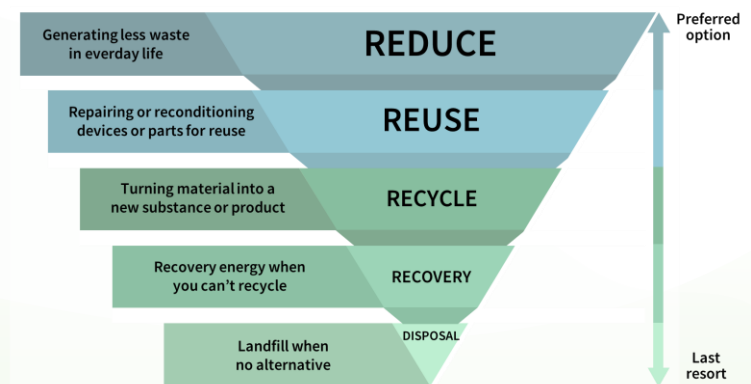 Generating less waste
in everday life
REDUCE
Preferred
option
Repairing or reconditioning
devices or parts for reuse
REUSE
Turning material into a
new substance or product
RECYCLE
Recovery energy when
you can't recycle
RECOVERY
DISPOSAL
Landfill when
no alternative
Last
resort